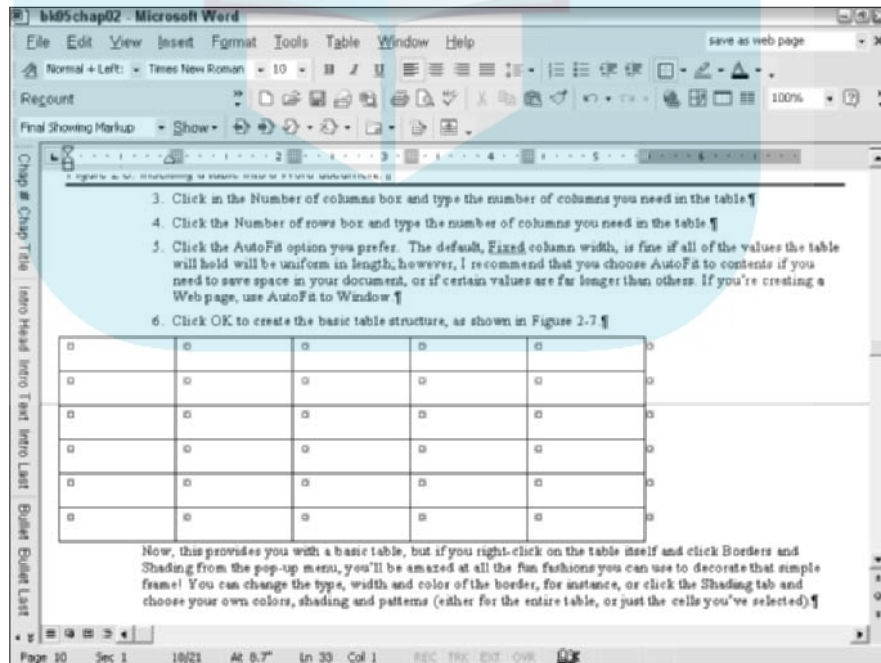 bk05chap02 - Microsoft Word
File Edit View Insert Format Tools Table Window Help
save as web page
Normal + Left: Times New Roman 10 B I U
Recount 100%
Final Showing Markup Show
2 3 4 5 6
Figure 2-6: Inserting a table into a Word document.¶
3. Click in the Number of columns box and type the number of columns you need in the table.¶
4. Click the Number of rows box and type the number of columns you need in the table.¶
5. Click the AutoFit option you prefer. The default, Fixed column width, is fine if all of the values the table
will hold will be uniform in length; however, I recommend that you choose AutoFit to contents if you
need to save space in your document, or if certain values are far longer than others. If you're creating a
Web page, use AutoFit to Window.¶
6. Click OK to create the basic table structure, as shown in Figure 2-7.¶
Now, this provides you with a basic table, but if you right-click on the table itself and click Borders and
Shading from the pop-up menu, you'll be amazed at all the fun fashions you can use to decorate that simple
frame! You can change the type, width and color of the border, for instance, or click the Shading tab and
choose your own colors, shading and patterns (either for the entire table, or just the cells you've selected).¶
Chap # Chap Title Intro Head Intro Text Intro Last Bullet Bullet Last
Page 10 Sec 1 10/21 At 8.7" Ln 33 Col 1 REC TRK EXT OVR